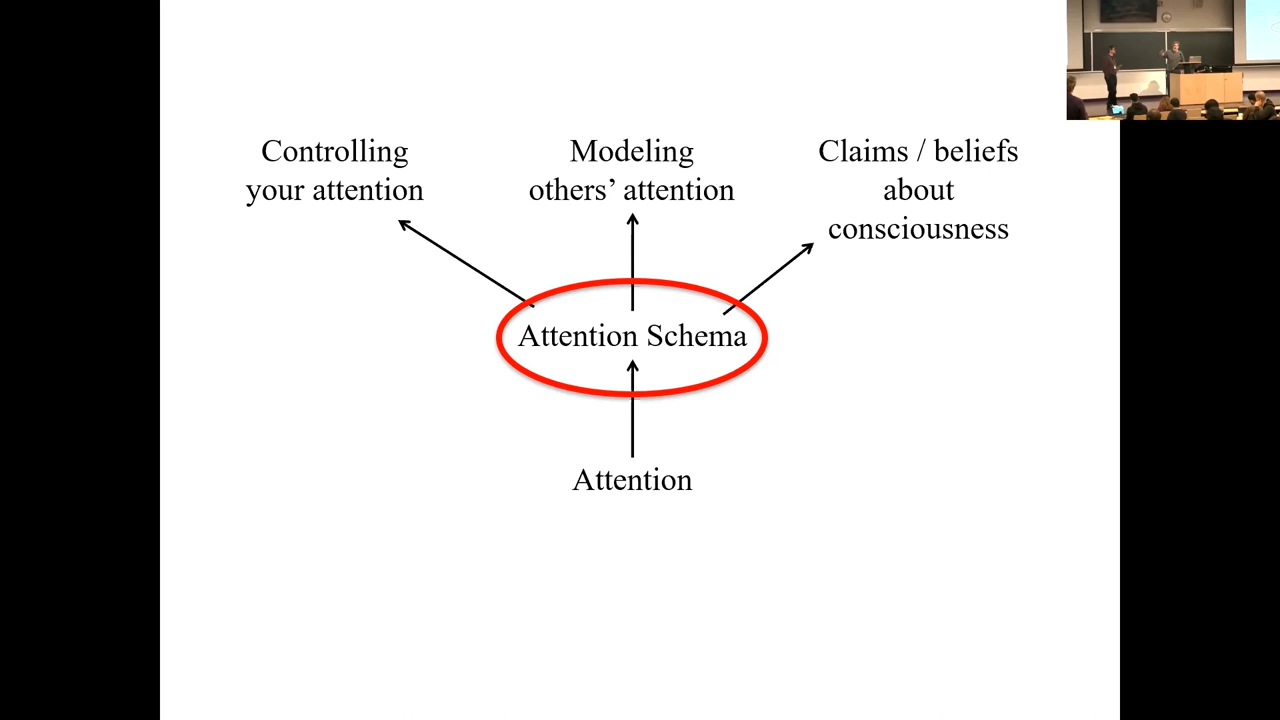 Controlling
your attention
Modeling
others’ attention
Claims / beliefs
about
consciousness
Attention Schema
Attention